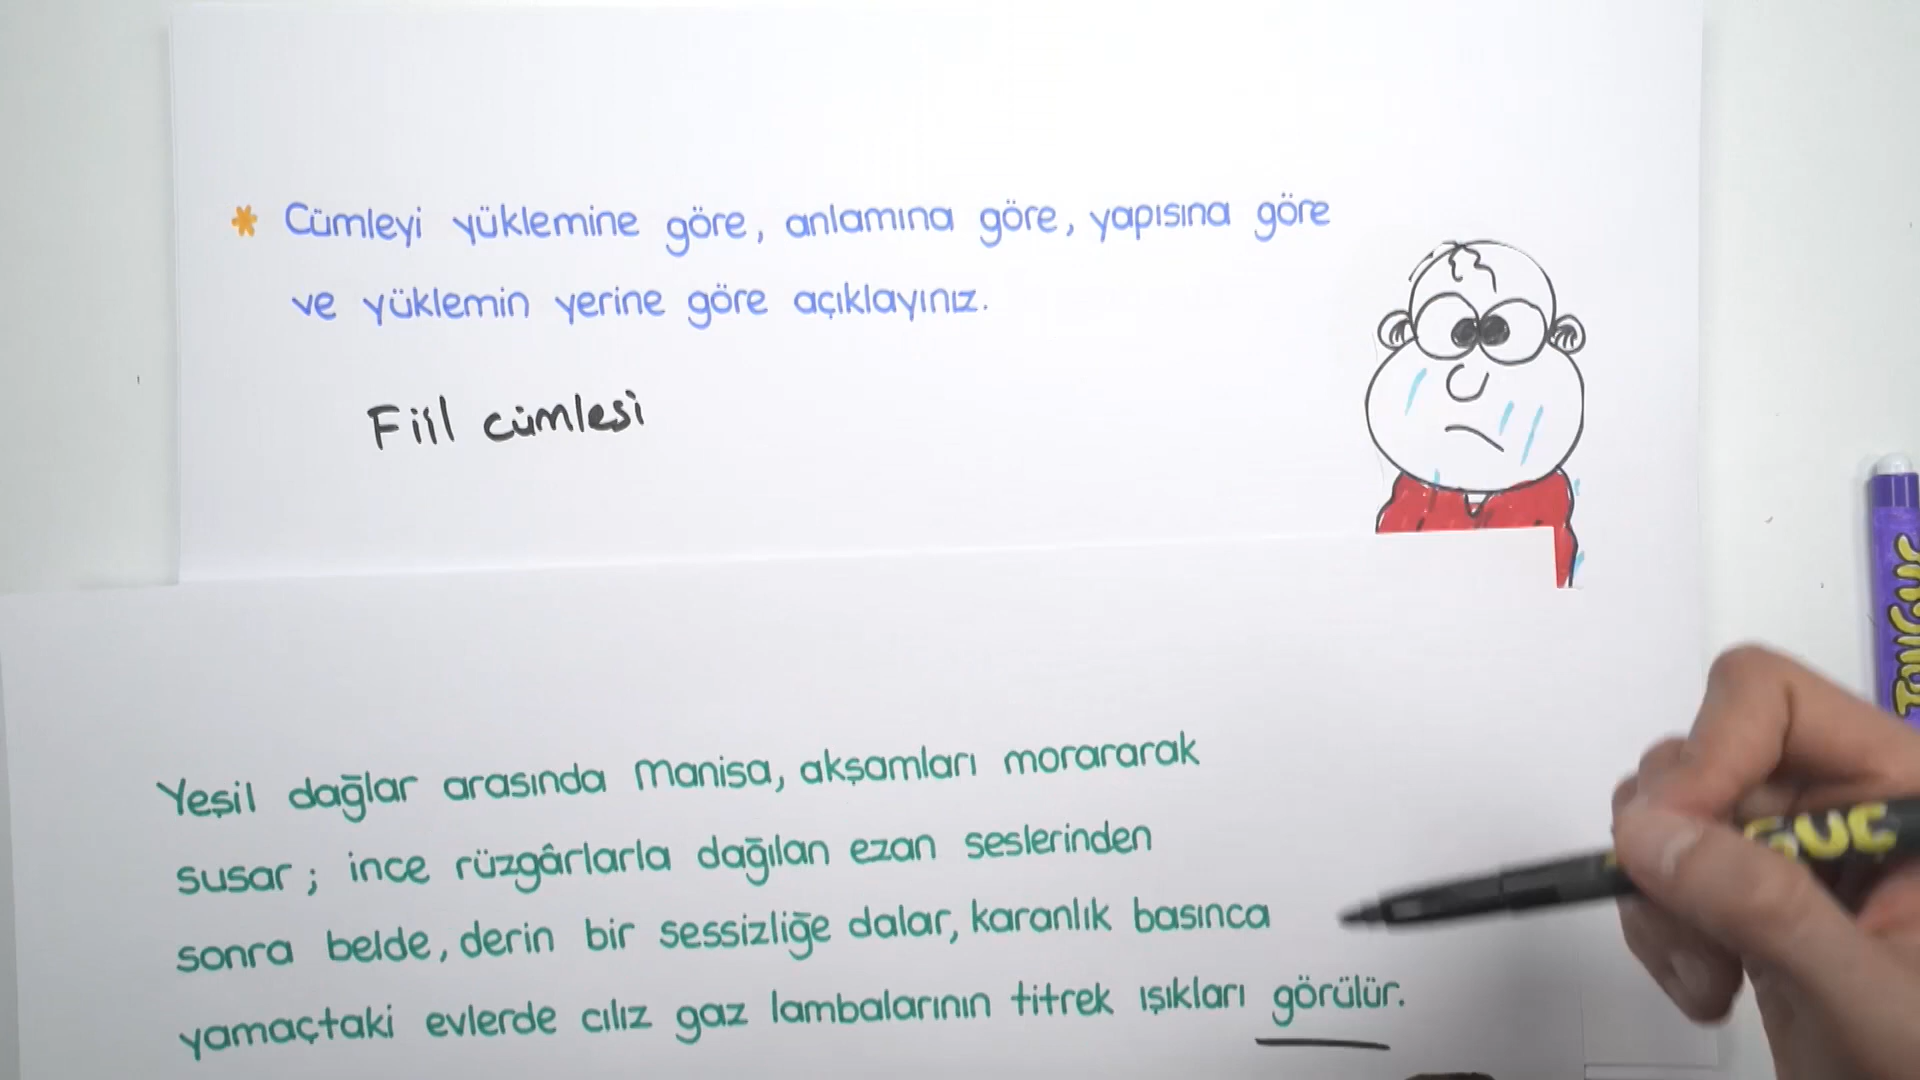 * Cümleyi yüklemine göre, anlamına göre, yapısına göre
ve yüklemin yerine göre açıklayınız.
Fiil cümlesi
Yeşil dağlar arasında Manisa, akşamları morararak
susar; ince rüzgârlarla dağılan ezan seslerinden
sonra belde, derin bir sessizliğe dalar, karanlık basınca
yamaçtaki evlerde cılız gaz lambalarının titrek ışıkları görülür.
TONGUÇ
GUÇ